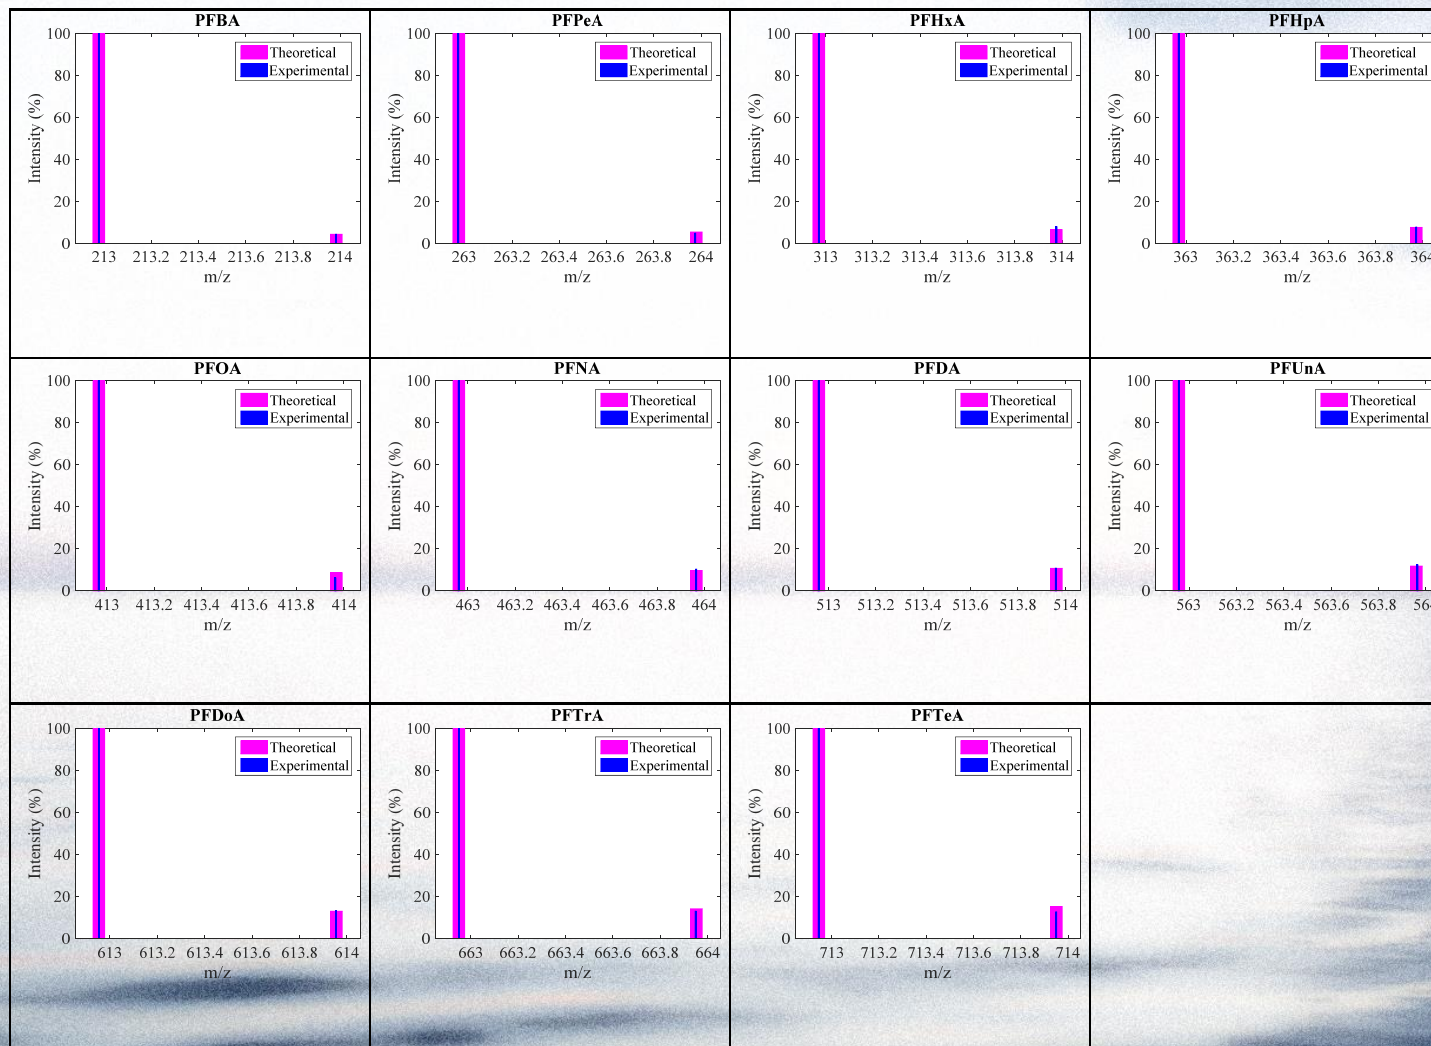 PFBA
100
80
60
40
20
0
Intensity (%)
Theoretical
Experimental
213 213.2 213.4 213.6 213.8 214
m/z
PFPeA
100
80
60
40
20
0
Intensity (%)
Theoretical
Experimental
263 263.2 263.4 263.6 263.8 264
m/z
PFHxA
100
80
60
40
20
0
Intensity (%)
Theoretical
Experimental
313 313.2 313.4 313.6 313.8 314
m/z
PFHpA
100
80
60
40
20
0
Intensity (%)
Theoretical
Experimental
363 363.2 363.4 363.6 363.8 364
m/z
PFOA
100
80
60
40
20
0
Intensity (%)
Theoretical
Experimental
413 413.2 413.4 413.6 413.8 414
m/z
PFNA
100
80
60
40
20
0
Intensity (%)
Theoretical
Experimental
463 463.2 463.4 463.6 463.8 464
m/z
PFDA
100
80
60
40
20
0
Intensity (%)
Theoretical
Experimental
513 513.2 513.4 513.6 513.8 514
m/z
PFUnA
100
80
60
40
20
0
Intensity (%)
Theoretical
Experimental
563 563.2 563.4 563.6 563.8 564
m/z
PFDoA
100
80
60
40
20
0
Intensity (%)
Theoretical
Experimental
613 613.2 613.4 613.6 613.8 614
m/z
PFTrA
100
80
60
40
20
0
Intensity (%)
Theoretical
Experimental
663 663.2 663.4 663.6 663.8 664
m/z
PFTeA
100
80
60
40
20
0
Intensity (%)
Theoretical
Experimental
713 713.2 713.4 713.6 713.8 714
m/z